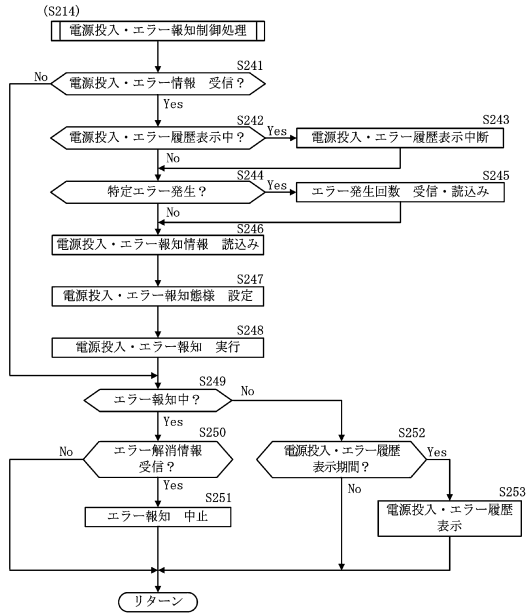 (S214)
電源投入・エラー報知制御処理
S241
No
電源投入・エラー情報 受信?
Yes
S242
電源投入・エラー履歴表示中?
Yes
S243
電源投入・エラー履歴表示中断
No
S244
特定エラー発生?
Yes
S245
エラー発生回数 受信・読込み
No
S246
電源投入・エラー報知情報 読込み
S247
電源投入・エラー報知態様 設定
S248
電源投入・エラー報知 実行
S249
エラー報知中?
No
Yes
S250
No
エラー解消情報
受信?
S252
電源投入・エラー履歴
表示期間?
Yes
Yes
S251
エラー報知 中止
No
S253
電源投入・エラー履歴
表示
リターン